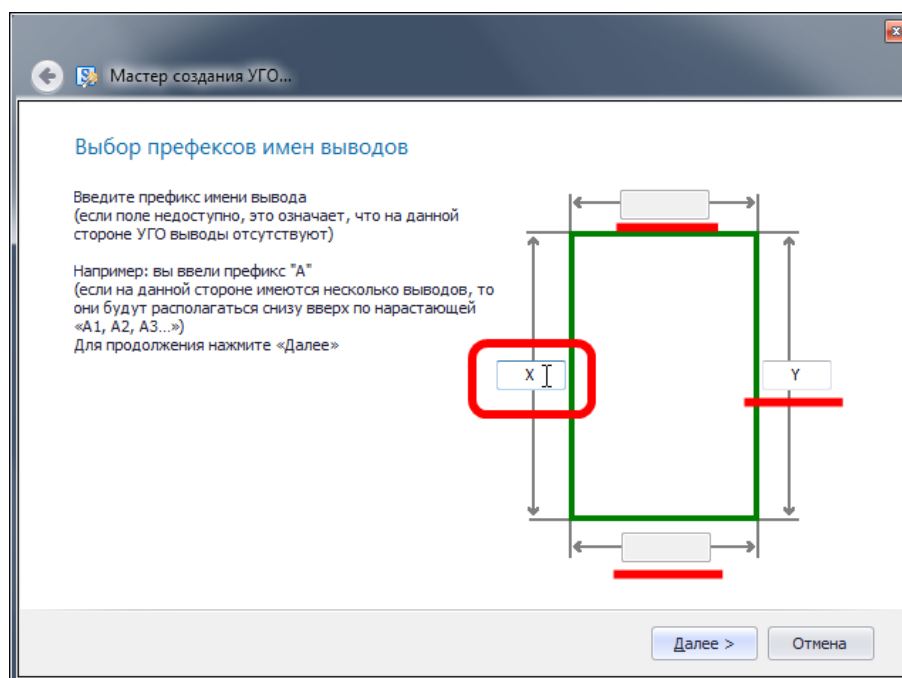 Мастер создания УГО...
Выбор префексов имен выводов
Введите префикс имени вывода
(если поле недоступно, это означает, что на данной
стороне УГО выводы отсутствуют)
Например: вы ввели префикс "А"
(если на данной стороне имеются несколько выводов, то
они будут располагаться снизу вверх по нарастающей
«А1, А2, А3...»)
Для продолжения нажмите «Далее»
X
Y
Далее >
Отмена